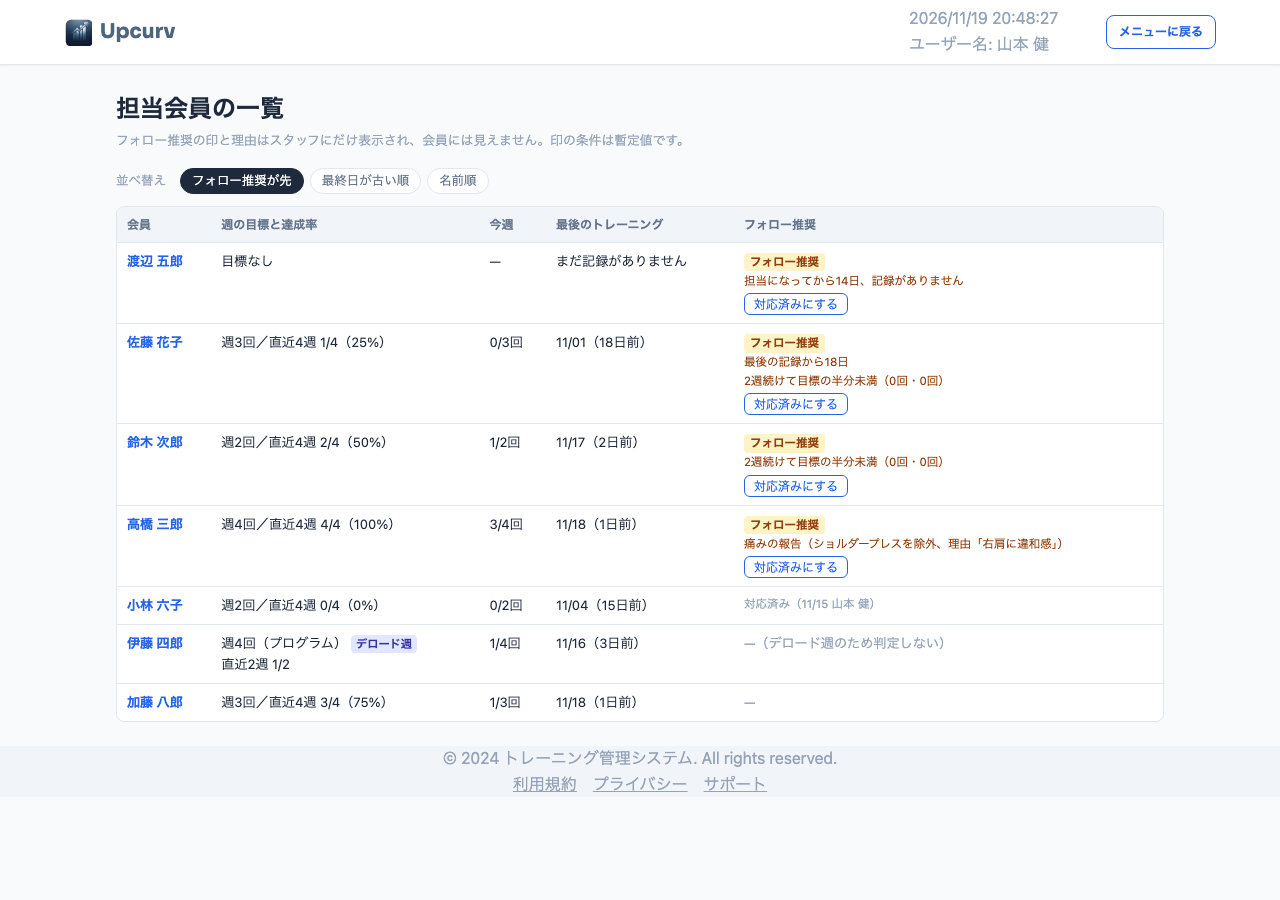 Upcurv
2026/11/19 20:48:27
ユーザー名: 山本 健
メニューに戻る
担当会員の一覧
フォロー推奨の印と理由はスタッフにだけ表示され、会員には見えません。印の条件は暫定値です。
並べ替え フォロー推奨が先 最終日が古い順 名前順
会員 週の目標と達成率 今週 最後のトレーニング フォロー推奨
渡辺 五郎 目標なし — まだ記録がありません フォロー推奨
担当になってから14日、記録がありません
対応済みにする
佐藤 花子 週3回／直近4週 1/4（25%） 0/3回 11/01（18日前） フォロー推奨
最後の記録から18日
2週続けて目標の半分未満（0回・0回）
対応済みにする
鈴木 次郎 週2回／直近4週 2/4（50%） 1/2回 11/17（2日前） フォロー推奨
2週続けて目標の半分未満（0回・0回）
対応済みにする
高橋 三郎 週4回／直近4週 4/4（100%） 3/4回 11/18（1日前） フォロー推奨
痛みの報告（ショルダープレスを除外、理由「右肩に違和感」）
対応済みにする
小林 六子 週2回／直近4週 0/4（0%） 0/2回 11/04（15日前） 対応済み（11/15 山本 健）
伊藤 四郎 週4回（プログラム） デロード週 1/4回 11/16（3日前） —（デロード週のため判定しない）
直近2週 1/2
加藤 八郎 週3回／直近4週 3/4（75%） 1/3回 11/18（1日前） —
© 2024 トレーニング管理システム. All rights reserved.
利用規約 プライバシー サポート